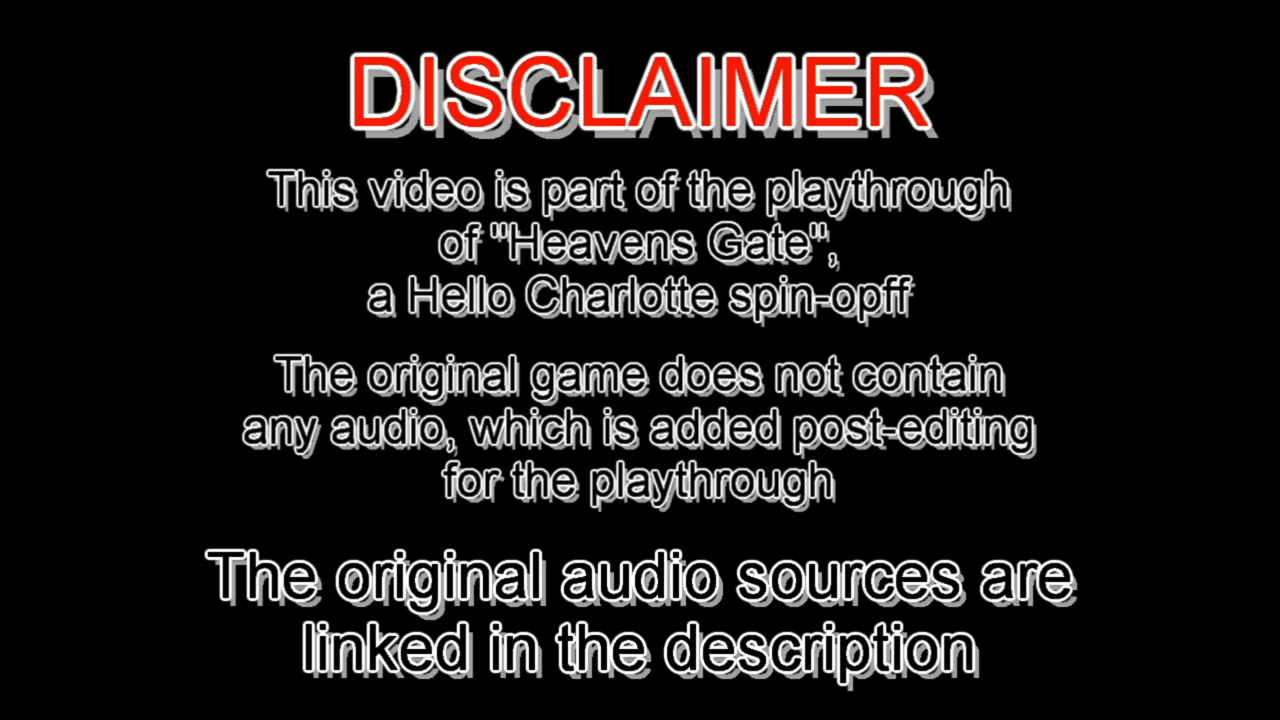 DISCLAIMER
This video is part of the playthrough
of "Heavens Gate",
a Hello Charlotte spin-opff
The original game does not contain
any audio, which is added post-editing
for the playthrough
The original audio sources are
linked in the description